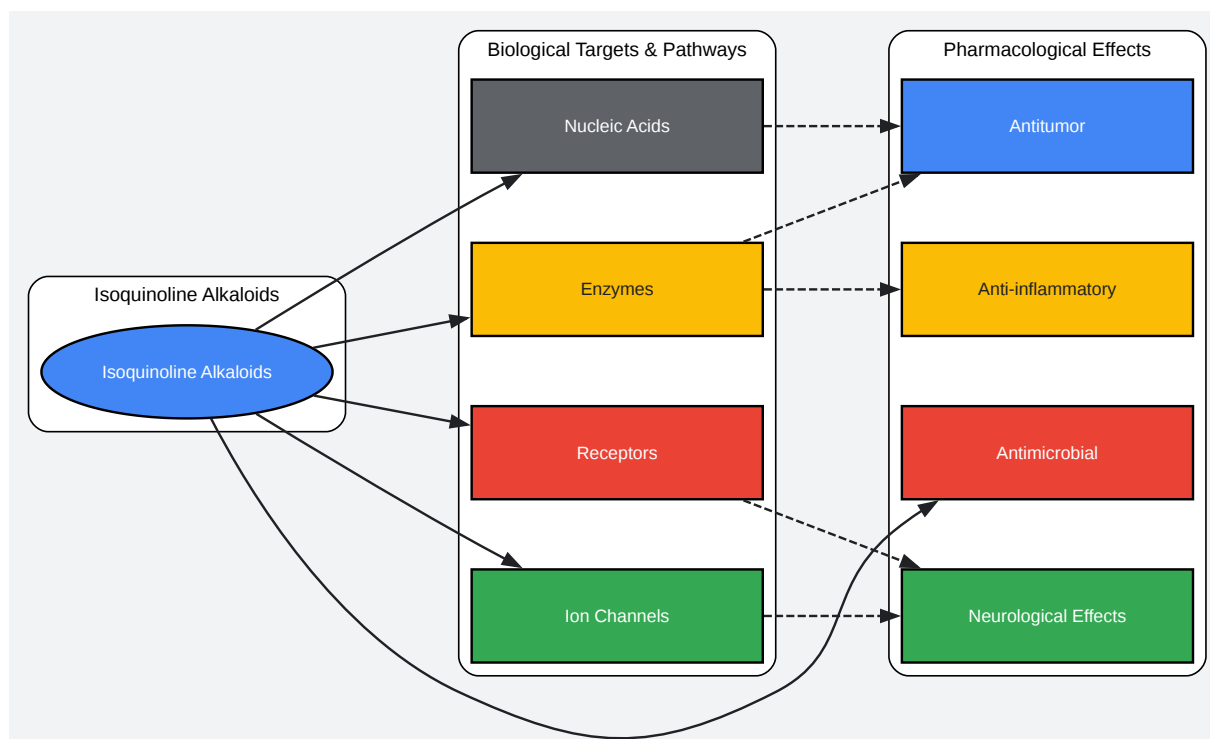 Isoquinoline Alkaloids
Isoquinoline Alkaloids
Biological Targets & Pathways
Nucleic Acids
Enzymes
Receptors
Ion Channels
Pharmacological Effects
Antitumor
Anti-inflammatory
Antimicrobial
Neurological Effects